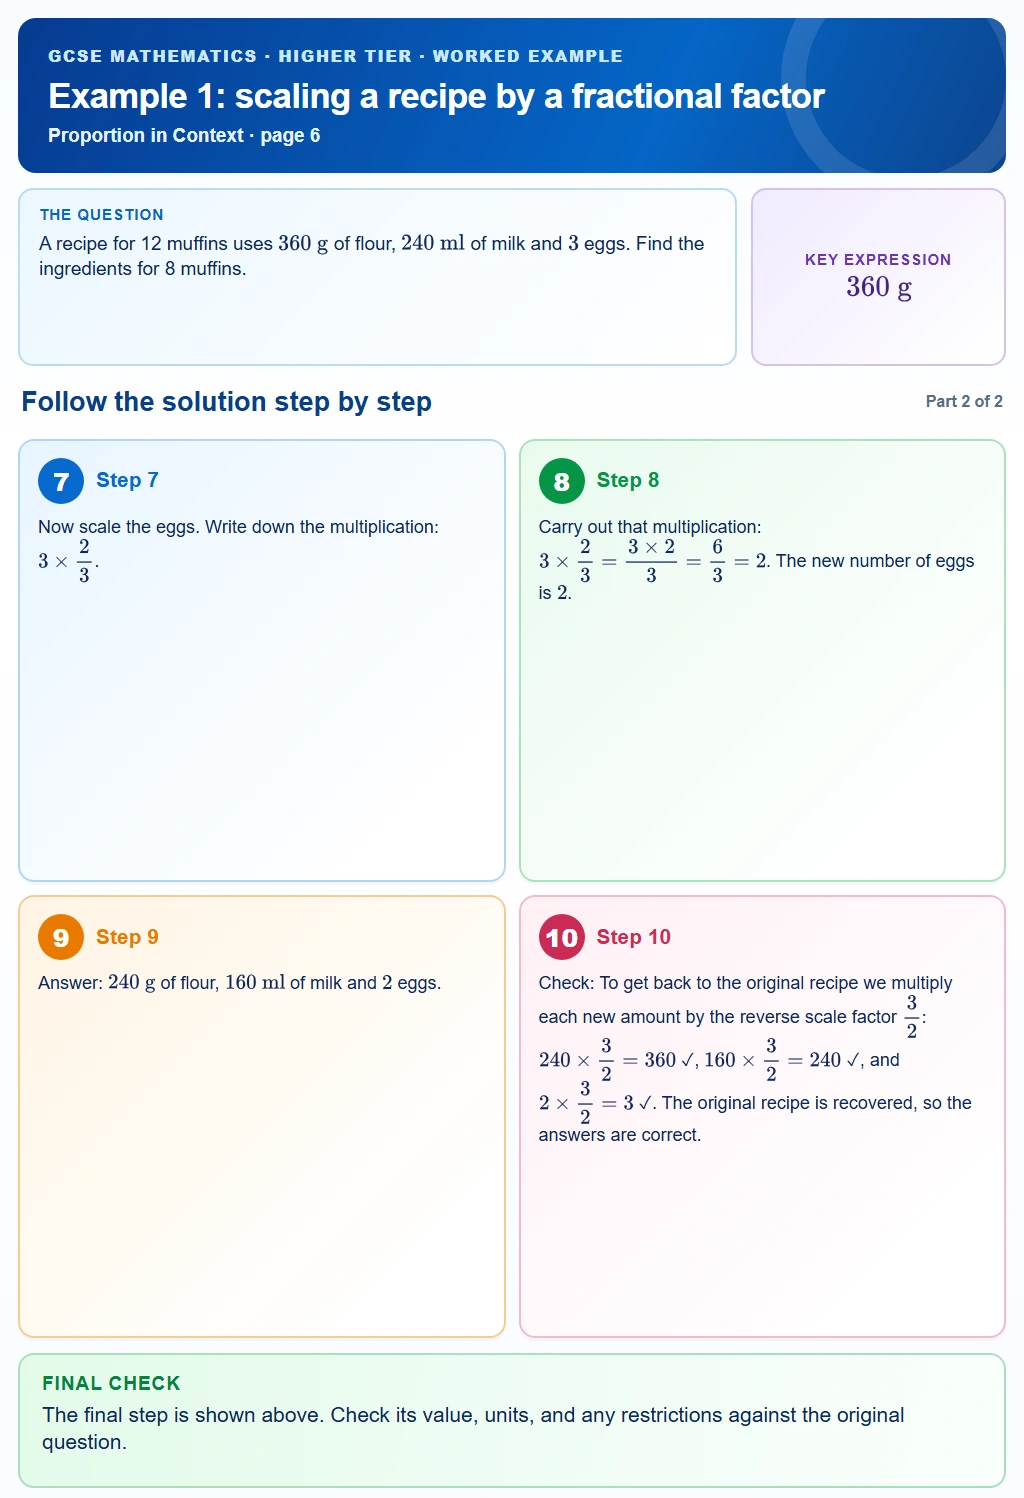 GCSE MATHEMATICS · HIGHER TIER · WORKED EXAMPLE
Example 1: scaling a recipe by a fractional factor
Proportion in Context · page 6
THE QUESTION
A recipe for 12 muffins uses 360 g of flour, 240 ml of milk and 3 eggs. Find the
ingredients for 8 muffins.
KEY EXPRESSION
360 g
Follow the solution step by step
Part 2 of 2
7 Step 7
Now scale the eggs. Write down the multiplication:
3 × 2/3.
8 Step 8
Carry out that multiplication:
3 × 2/3 = (3 × 2)/3 = 6/3 = 2. The new number of eggs
is 2.
9 Step 9
Answer: 240 g of flour, 160 ml of milk and 2 eggs.
10 Step 10
Check: To get back to the original recipe we multiply
each new amount by the reverse scale factor 3/2:
240 × 3/2 = 360 ✓, 160 × 3/2 = 240 ✓, and
2 × 3/2 = 3 ✓. The original recipe is recovered, so the
answers are correct.
FINAL CHECK
The final step is shown above. Check its value, units, and any restrictions against the original
question.